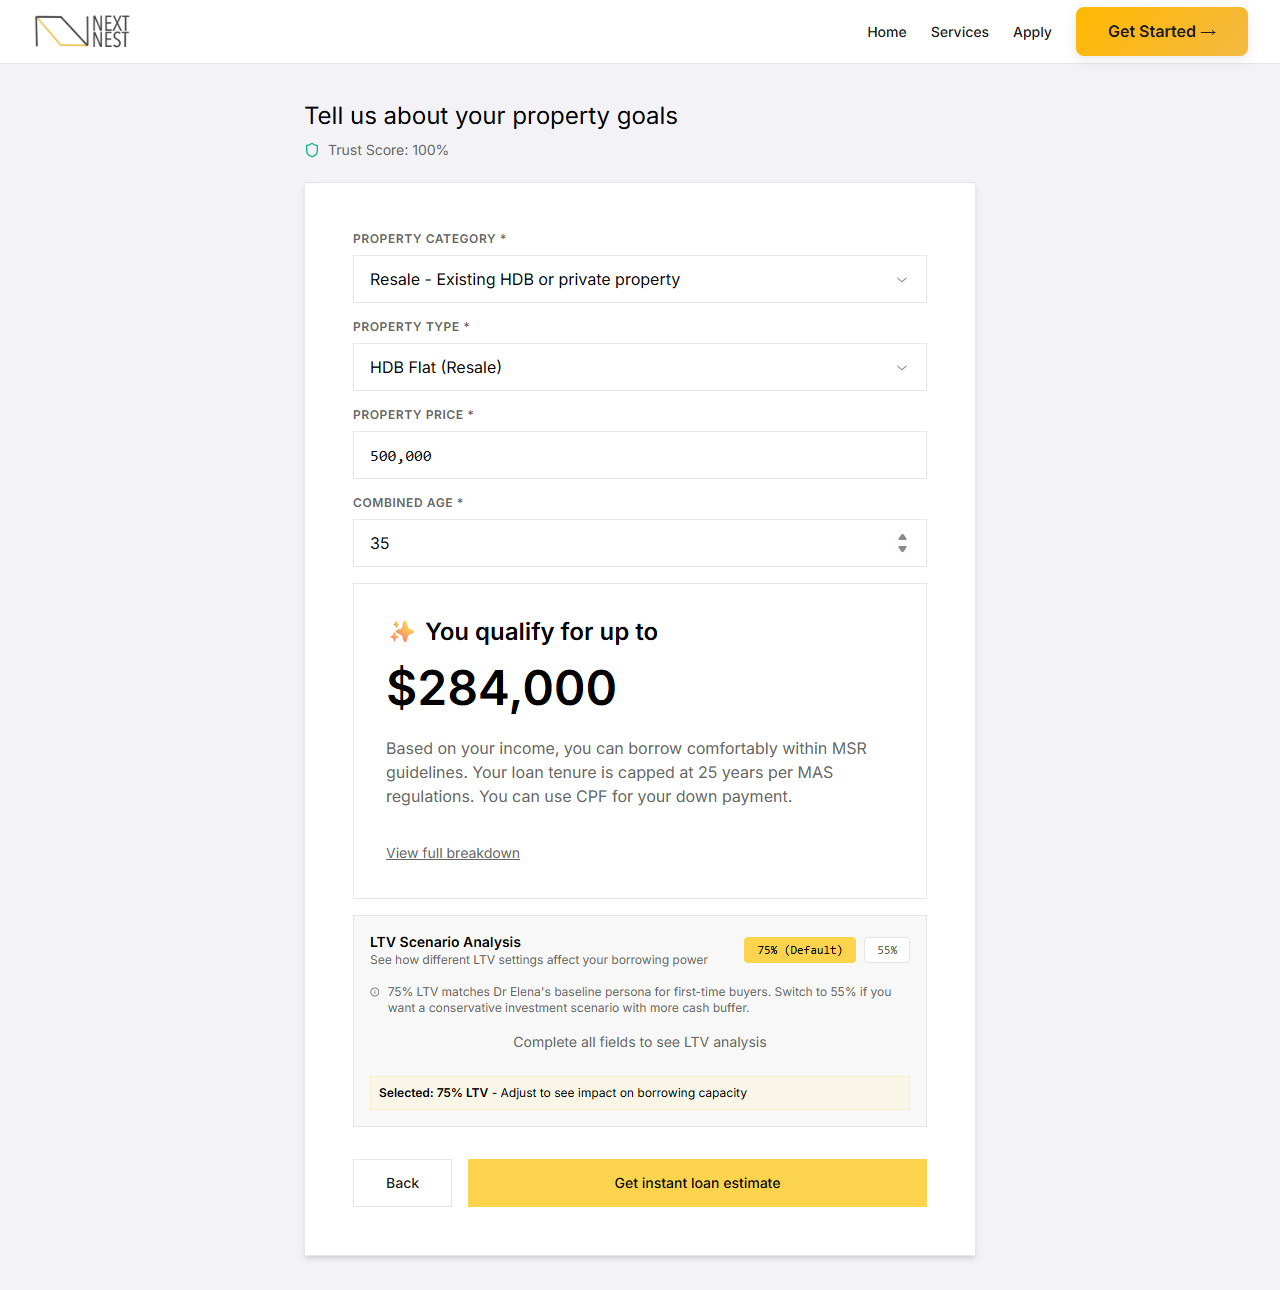 NEXT
NEST
Home
Services
Apply
Get Started →
Tell us about your property goals
Trust Score: 100%
PROPERTY CATEGORY *
Resale - Existing HDB or private property
PROPERTY TYPE *
HDB Flat (Resale)
PROPERTY PRICE *
500,000
COMBINED AGE *
35
✨ You qualify for up to
$284,000
Based on your income, you can borrow comfortably within MSR
guidelines. Your loan tenure is capped at 25 years per MAS
regulations. You can use CPF for your down payment.
View full breakdown
LTV Scenario Analysis
See how different LTV settings affect your borrowing power
75% (Default)
55%
75% LTV matches Dr Elena's baseline persona for first-time buyers. Switch to 55% if you
want a conservative investment scenario with more cash buffer.
Complete all fields to see LTV analysis
Selected: 75% LTV - Adjust to see impact on borrowing capacity
Back
Get instant loan estimate